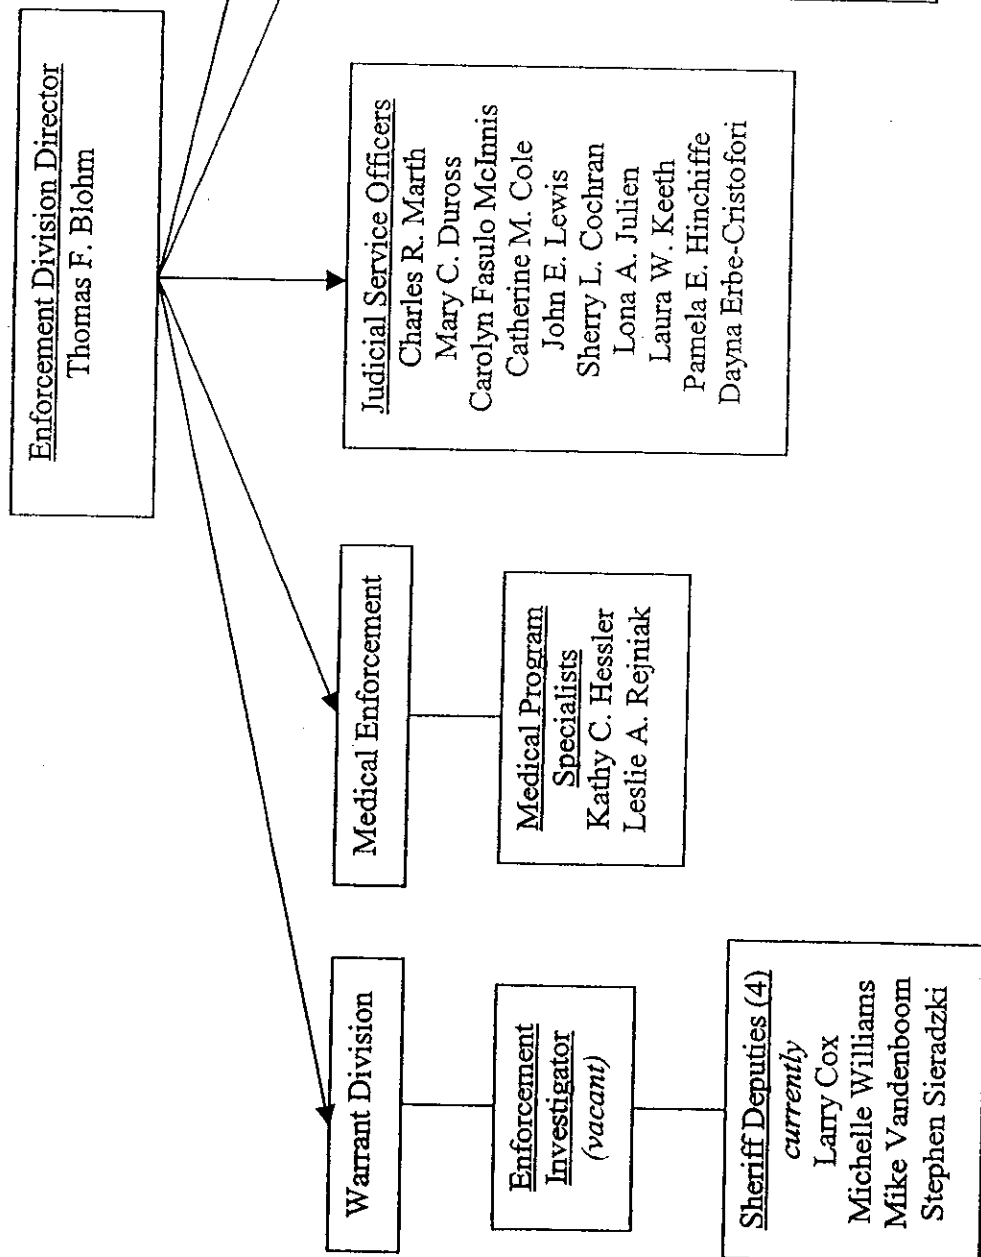 Enforcement Division Director
Thomas F. Blohm
Warrant Division
Enforcement
Investigator
(vacant)
Sheriff Deputies (4)
currently
Larry Cox
Michelle Williams
Mike Vandenboom
Stephen Sieradzki
Medical Enforcement
Medical Program
Specialists
Kathy C. Hessler
Leslie A. Rejniak
Judicial Service Officers
Charles R. Marth
Mary C. Duross
Carolyn Fasulo McInnis
Catherine M. Cole
John E. Lewis
Sherry L. Cochran
Lona A. Julien
Laura W. Keeth
Pamela E. Hinchiffe
Dayna Erbe-Cristofori